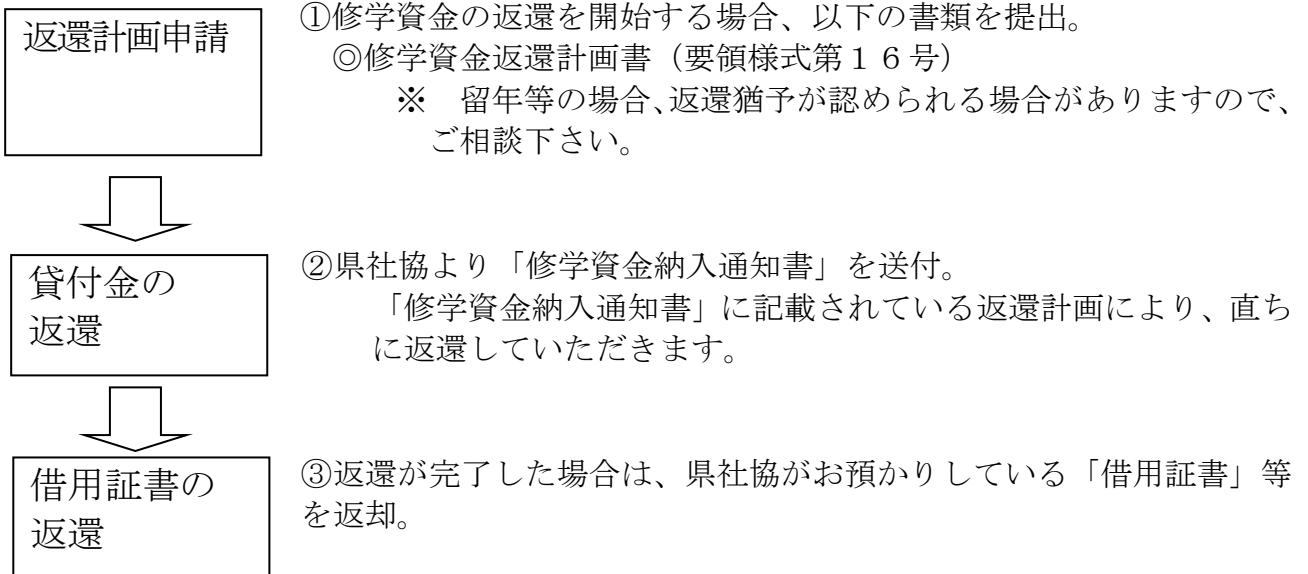 返還計画申請
①修学資金の返還を開始する場合、以下の書類を提出。
◎修学資金返還計画書（要領様式第１６号）
※　留年等の場合、返還猶予が認められる場合がありますので、
ご相談下さい。
貸付金の
返還
②県社協より「修学資金納入通知書」を送付。
「修学資金納入通知書」に記載されている返還計画により、直ち
に返還していただきます。
借用証書の
返還
③返還が完了した場合は、県社協がお預かりしている「借用証書」等
を返却。